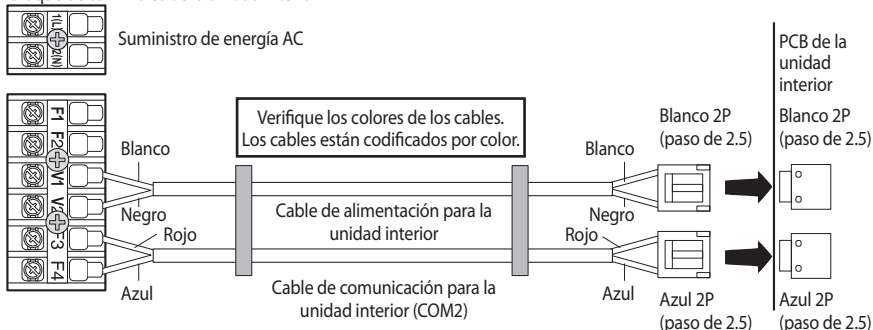 1(L)
2(N)
Suministro de energía AC
F1
F2
V1
V2
F3
F4
Verifique los colores de los cables.
Los cables están codificados por color.
Blanco
Negro
Rojo
Azul
Cable de alimentación para la
unidad interior
Cable de comunicación para la
unidad interior (COM2)
Blanco
Negro
Rojo
Azul
Blanco 2P
(paso de 2.5)
Azul 2P
(paso de 2.5)
PCB de la
unidad
interior
Blanco 2P
(paso de 2.5)
Azul 2P
(paso de 2.5)